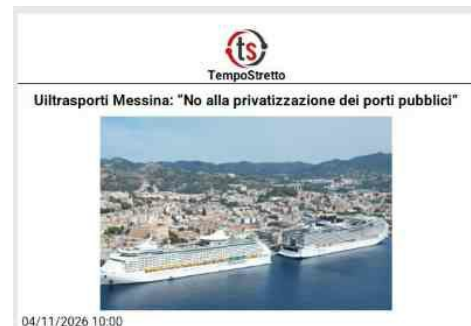 ts
TempoStretto
Uiltrasporti Messina: "No alla privatizzazione dei porti pubblici"
04/11/2026 10:00